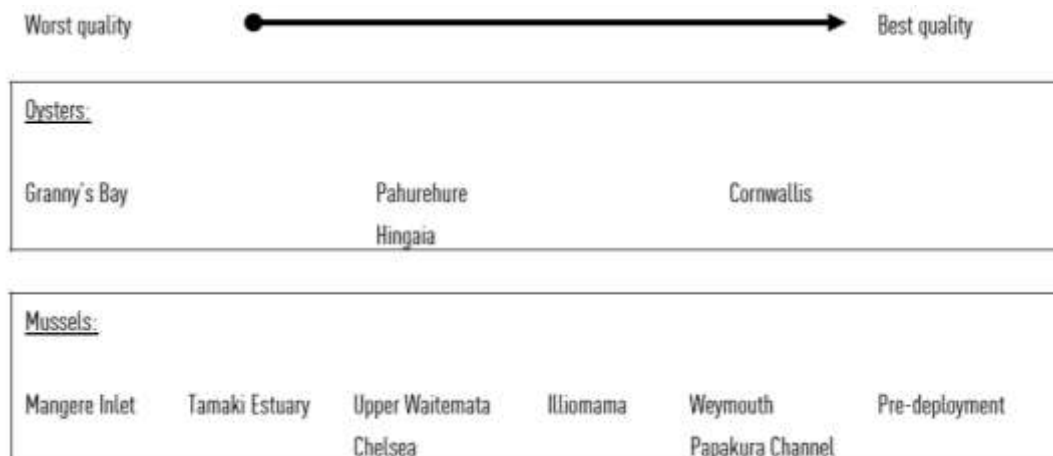 Worst quality Best quality
Oysters:
Granny's Bay Pahurehure Cornwallis
Hingaia
Mussels:
Mangere Inlet Tamaki Estuary Upper Waitemata Illiomama Weymouth Pre-deployment
Chelsea Papakura Channel